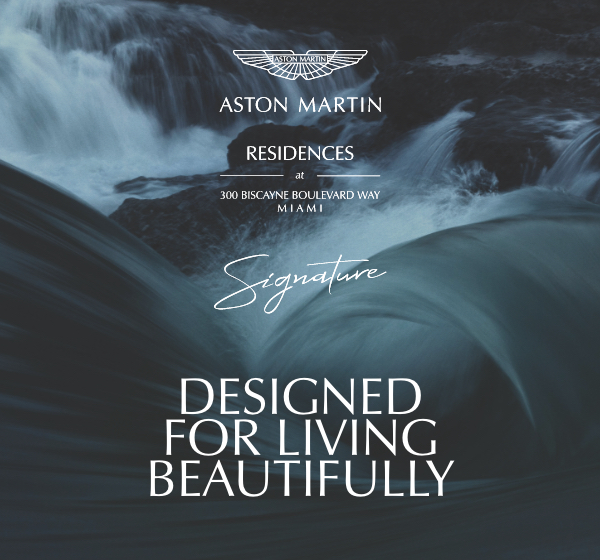 ASTON MARTIN
ASTON MARTIN
RESIDENCES
at
300 BISCAYNE BOULEVARD WAY
MIAMI
Signature
DESIGNED
FOR LIVING
BEAUTIFULLY